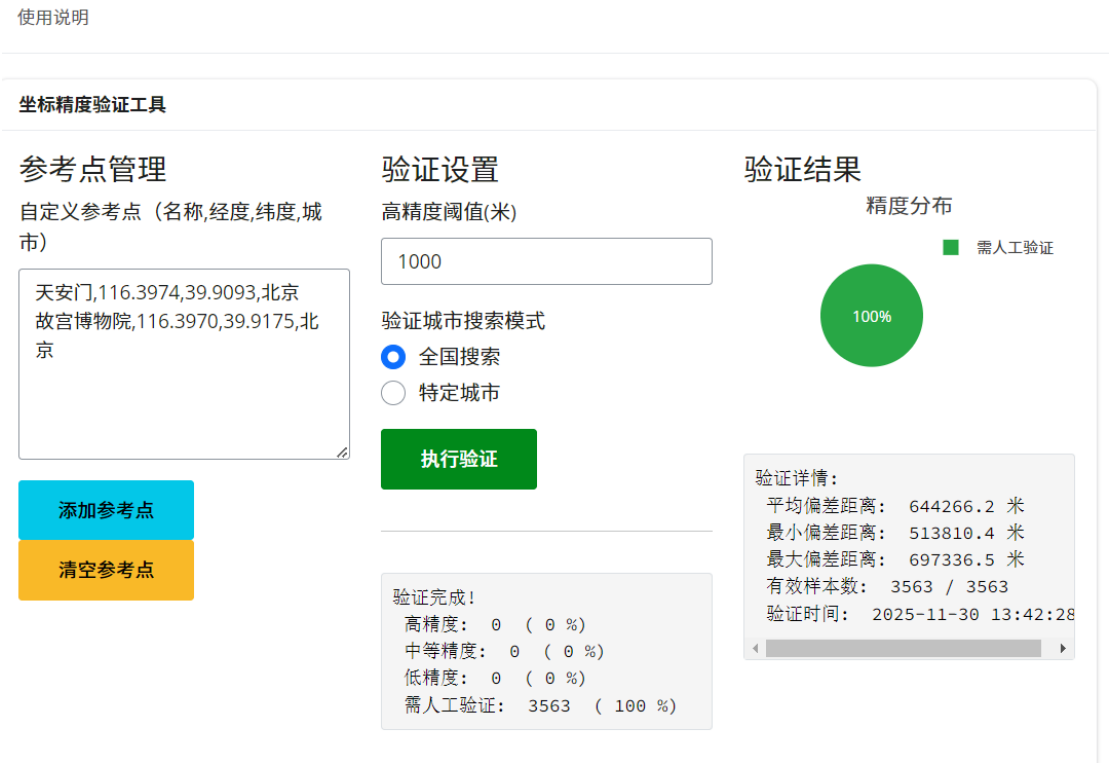 使用说明
坐标精度验证工具
参考点管理
自定义参考点（名称,经度,纬度,城
市）
天安门,116.3974,39.9093,北京
故宫博物院,116.3970,39.9175,北
京
添加参考点
清空参考点
验证设置
高精度阈值(米)
1000
验证城市搜索模式
全国搜索
特定城市
执行验证
验证完成!
高精度: 0 ( 0 %)
中等精度: 0 ( 0 %)
低精度: 0 ( 0 %)
需人工验证: 3563 ( 100 %)
验证结果
精度分布
需人工验证
100%
验证详情:
平均偏差距离: 644266.2 米
最小偏差距离: 513810.4 米
最大偏差距离: 697336.5 米
有效样本数: 3563 / 3563
验证时间: 2025-11-30 13:42:28